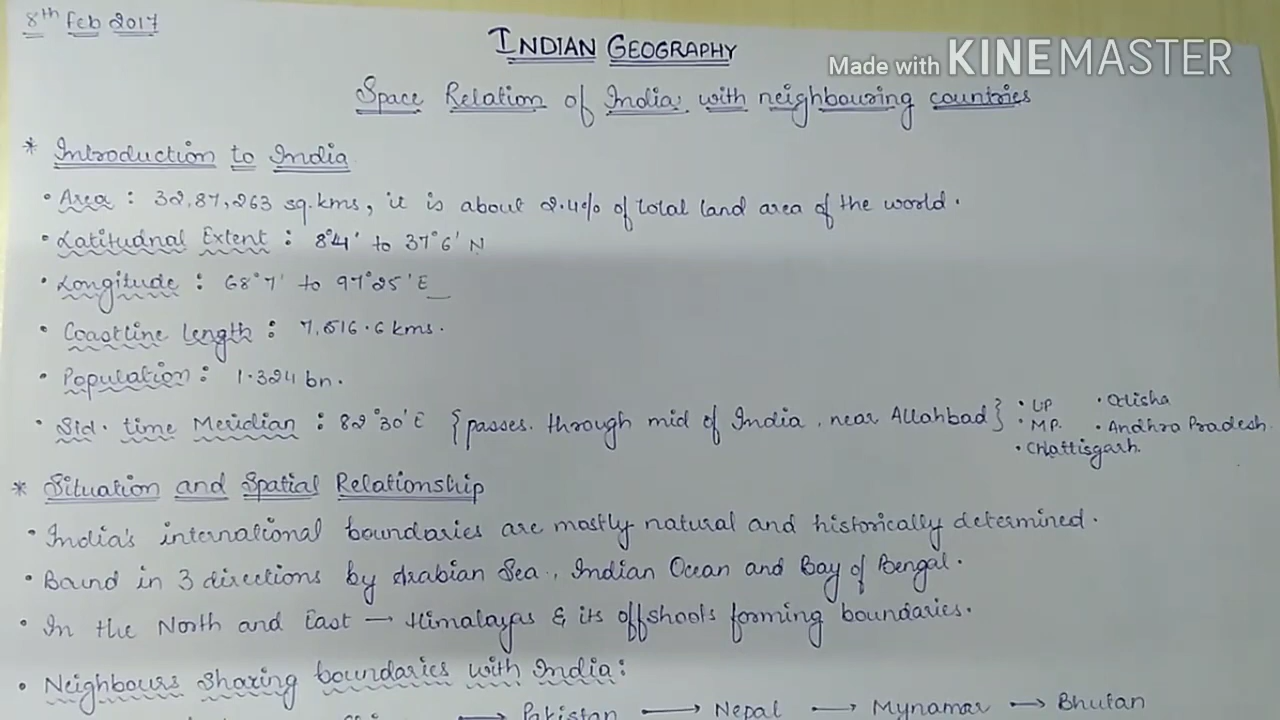 8th Feb 2017
INDIAN GEOGRAPHY
Made with KINEMASTER
Space Relation of India with neighbouring countries
* Introduction to India
• Area : 32,87,263 sq.kms, it is about 2.4% of total land area of the world.
• Latitudnal Extent : 8°4' to 37°6' N
• Longitude : 68°7' to 97°25' E_
• Coastline length : 7,516.6 kms.
• Population : 1.324 bn.
• Std. time Meridian : 82°30'E {passes through mid of India, near Allahbad} • UP • Odisha
• MP. • Andhra Pradesh
• Chattisgarh.
* Situation and Spatial Relationship
• India's international boundaries are mostly natural and historically determined.
• Bound in 3 directions by Arabian Sea, Indian Ocean and Bay of Bengal.
• In the North and East → Himalayas & its offshoots forming boundaries.
• Neighbours sharing boundaries with India :
→ Pakistan → Nepal → Mynamar → Bhutan